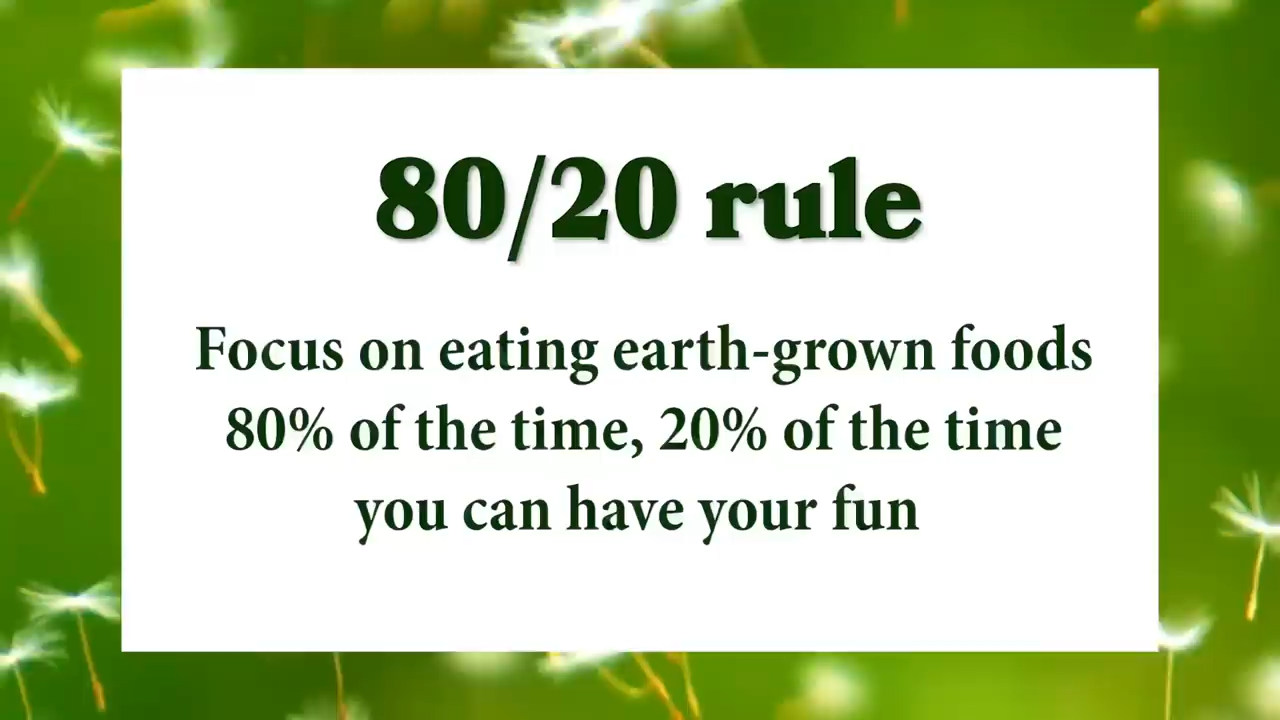 80/20 rule
Focus on eating earth-grown foods
80% of the time, 20% of the time
you can have your fun